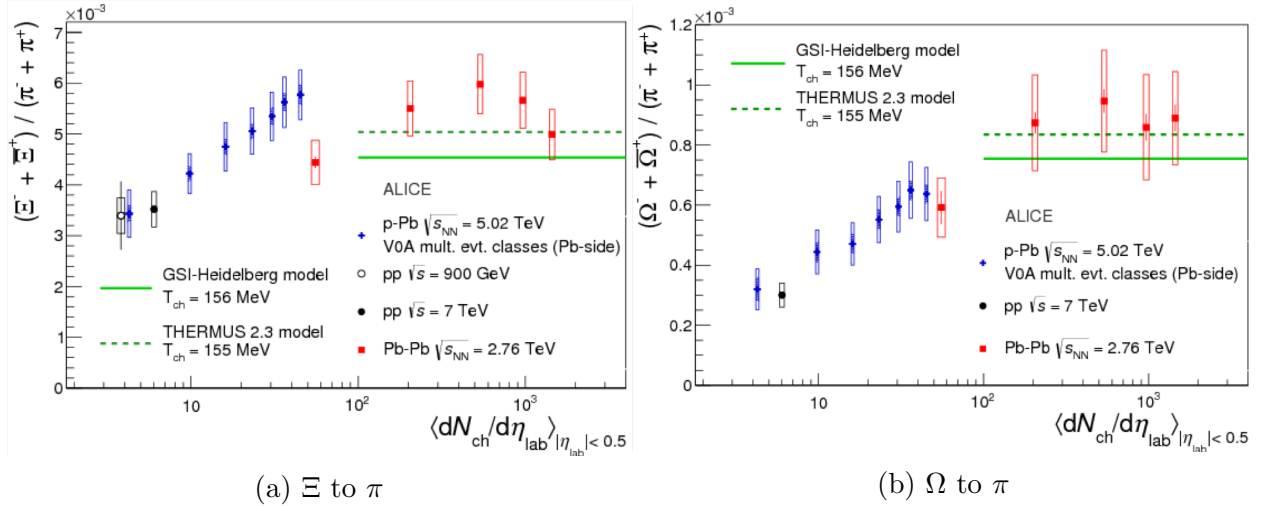 ×10⁻³
(Ξ⁻ + Ξ̅⁺) / (π⁻ + π⁺)
7
6
5
4
3
2
1
0
ALICE
p-Pb √s_NN = 5.02 TeV
V0A mult. evt. classes (Pb-side)
pp √s = 900 GeV
pp √s = 7 TeV
Pb-Pb √s_NN = 2.76 TeV
GSI-Heidelberg model
T_ch = 156 MeV
THERMUS 2.3 model
T_ch = 155 MeV
10 10² 10³
⟨dN_ch/dη_lab⟩_|η_lab|< 0.5
(a) Ξ to π
×10⁻³
(Ω⁻ + Ω̅⁺) / (π⁻ + π⁺)
1.2
1
0.8
0.6
0.4
0.2
0
GSI-Heidelberg model
T_ch = 156 MeV
THERMUS 2.3 model
T_ch = 155 MeV
ALICE
p-Pb √s_NN = 5.02 TeV
V0A mult. evt. classes (Pb-side)
pp √s = 7 TeV
Pb-Pb √s_NN = 2.76 TeV
10 10² 10³
⟨dN_ch/dη_lab⟩_|η_lab|< 0.5
(b) Ω to π